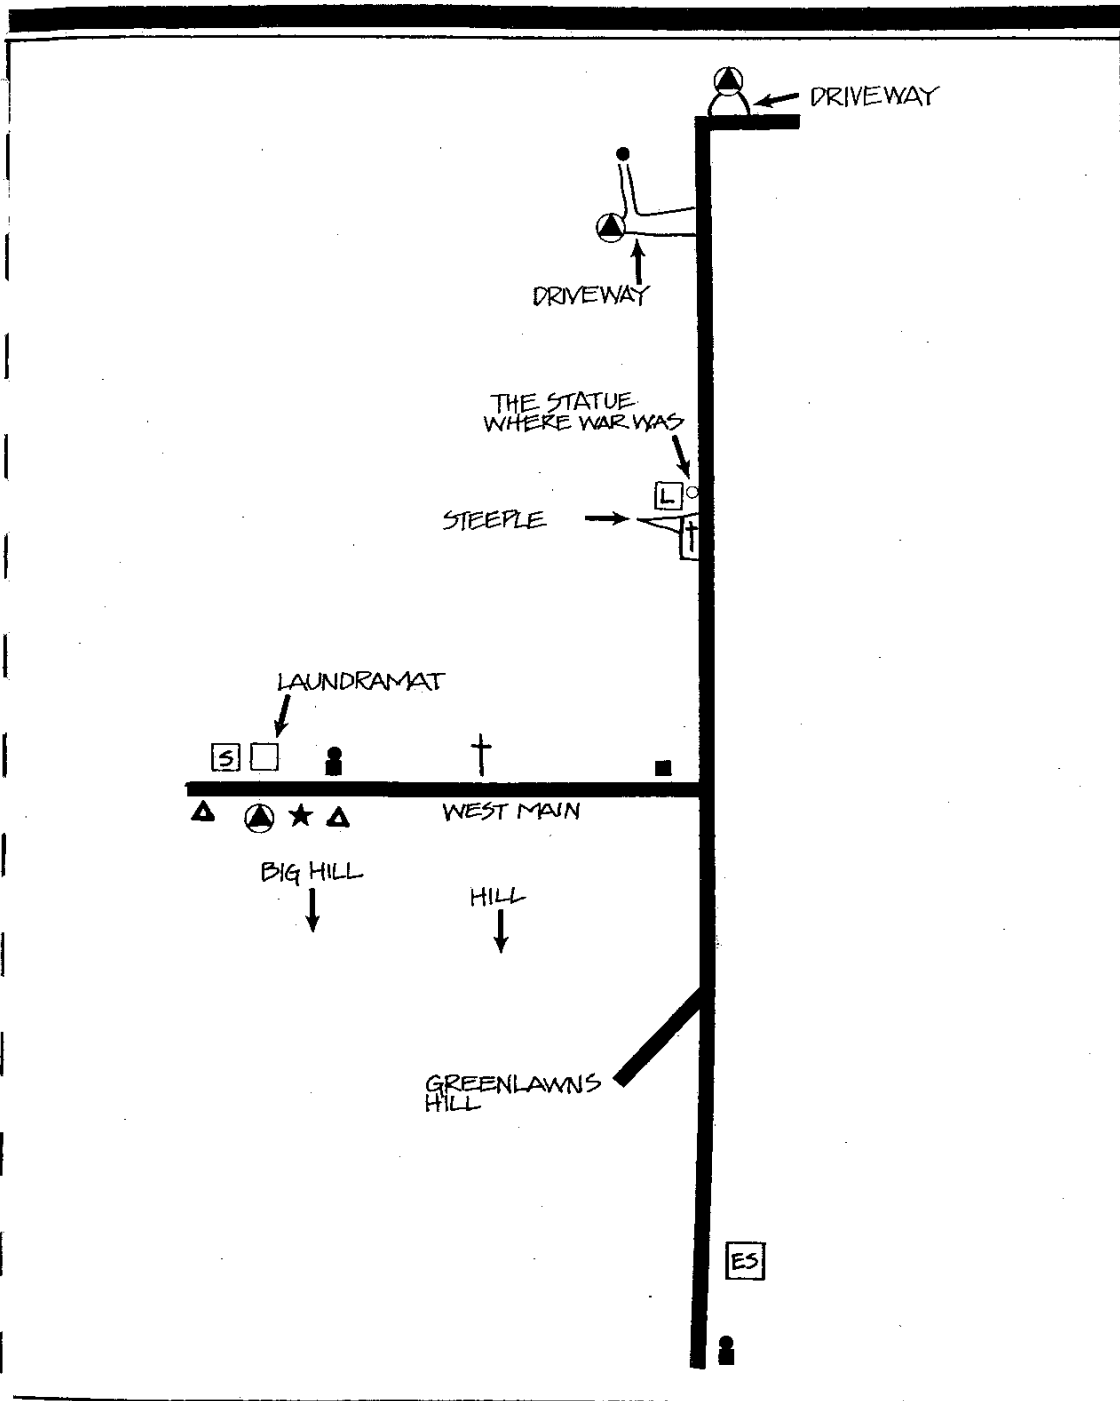 DRIVEWAY
DRIVEWAY
THE STATUE
WHERE WAR WAS
L
STEEPLE
LAUNDRAMAT
S
WEST MAIN
BIG HILL
HILL
GREENLAWNS
HILL
ES